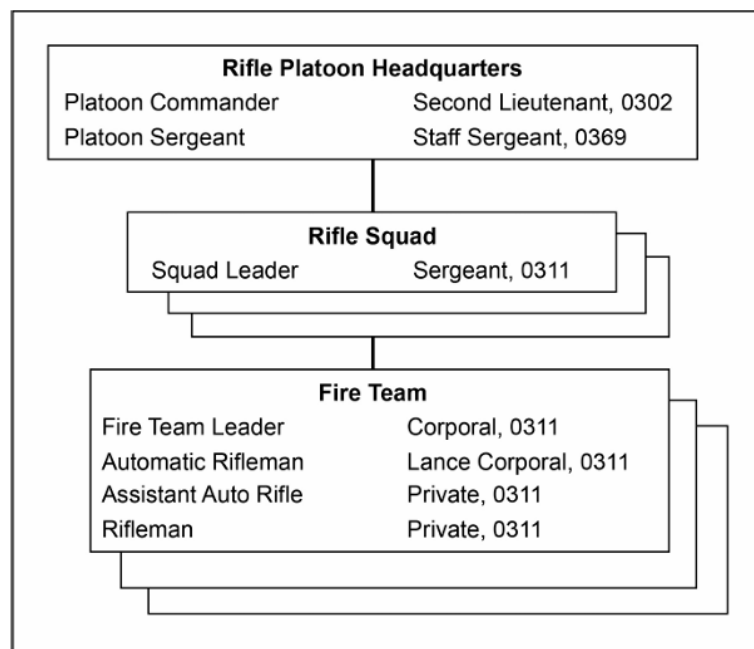 Rifle Platoon Headquarters
Platoon Commander Second Lieutenant, 0302
Platoon Sergeant Staff Sergeant, 0369
Rifle Squad
Squad Leader Sergeant, 0311
Fire Team
Fire Team Leader Corporal, 0311
Automatic Rifleman Lance Corporal, 0311
Assistant Auto Rifle Private, 0311
Rifleman Private, 0311